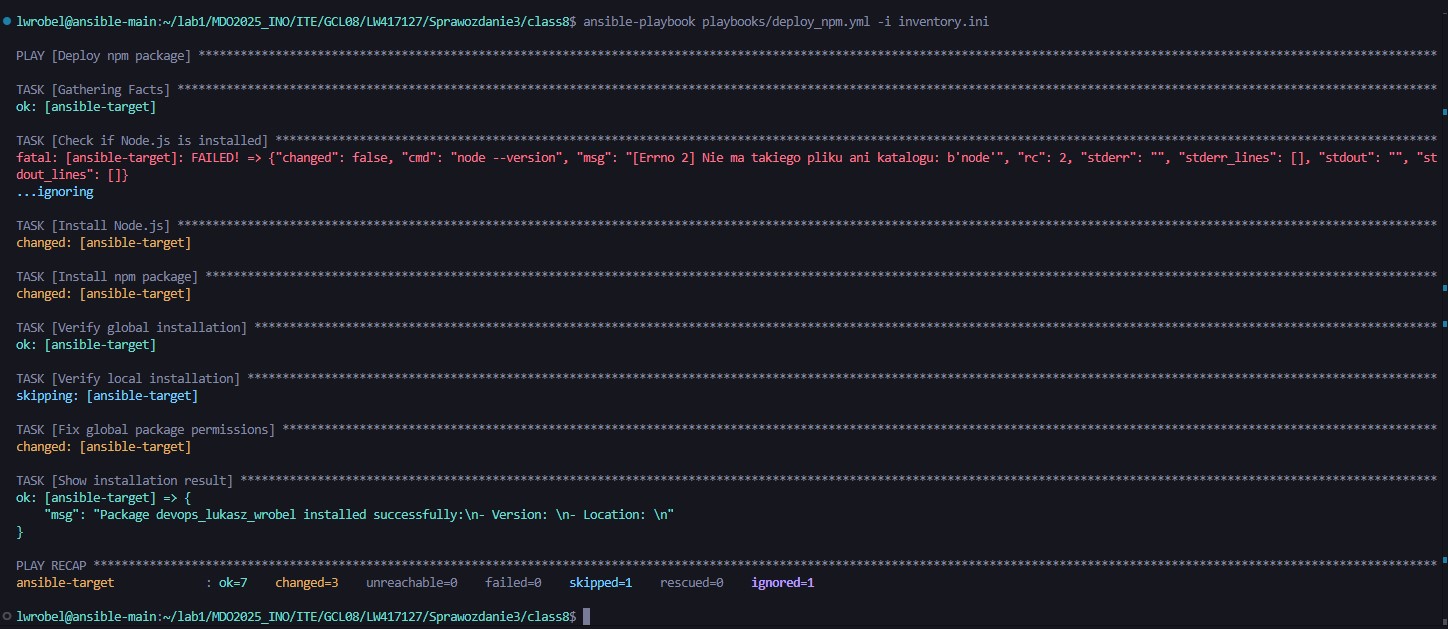 lwrobel@ansible-main:~/lab1/MDO2025_INO/ITE/GCL08/LW417127/Sprawozdanie3/class8$ ansible-playbook playbooks/deploy_npm.yml -i inventory.ini
PLAY [Deploy npm package] ******************************************************************************************************************************************************************************
TASK [Gathering Facts] *********************************************************************************************************************************************************************************
ok: [ansible-target]
TASK [Check if Node.js is installed] *******************************************************************************************************************************************************************
fatal: [ansible-target]: FAILED! => {"changed": false, "cmd": "node --version", "msg": "[Errno 2] Nie ma takiego pliku ani katalogu: b'node'", "rc": 2, "stderr": "", "stderr_lines": [], "stdout": "", "st
dout_lines": []}
...ignoring
TASK [Install Node.js] *********************************************************************************************************************************************************************************
changed: [ansible-target]
TASK [Install npm package] *****************************************************************************************************************************************************************************
changed: [ansible-target]
TASK [Verify global installation] **********************************************************************************************************************************************************************
ok: [ansible-target]
TASK [Verify local installation] ***********************************************************************************************************************************************************************
skipping: [ansible-target]
TASK [Fix global package permissions] ******************************************************************************************************************************************************************
changed: [ansible-target]
TASK [Show installation result] ************************************************************************************************************************************************************************
ok: [ansible-target] => {
    "msg": "Package devops_lukasz_wrobel installed successfully:\n- Version: \n- Location: \n"
}
PLAY RECAP *********************************************************************************************************************************************************************************************
ansible-target             : ok=7    changed=3    unreachable=0    failed=0    skipped=1    rescued=0    ignored=1
lwrobel@ansible-main:~/lab1/MDO2025_INO/ITE/GCL08/LW417127/Sprawozdanie3/class8$